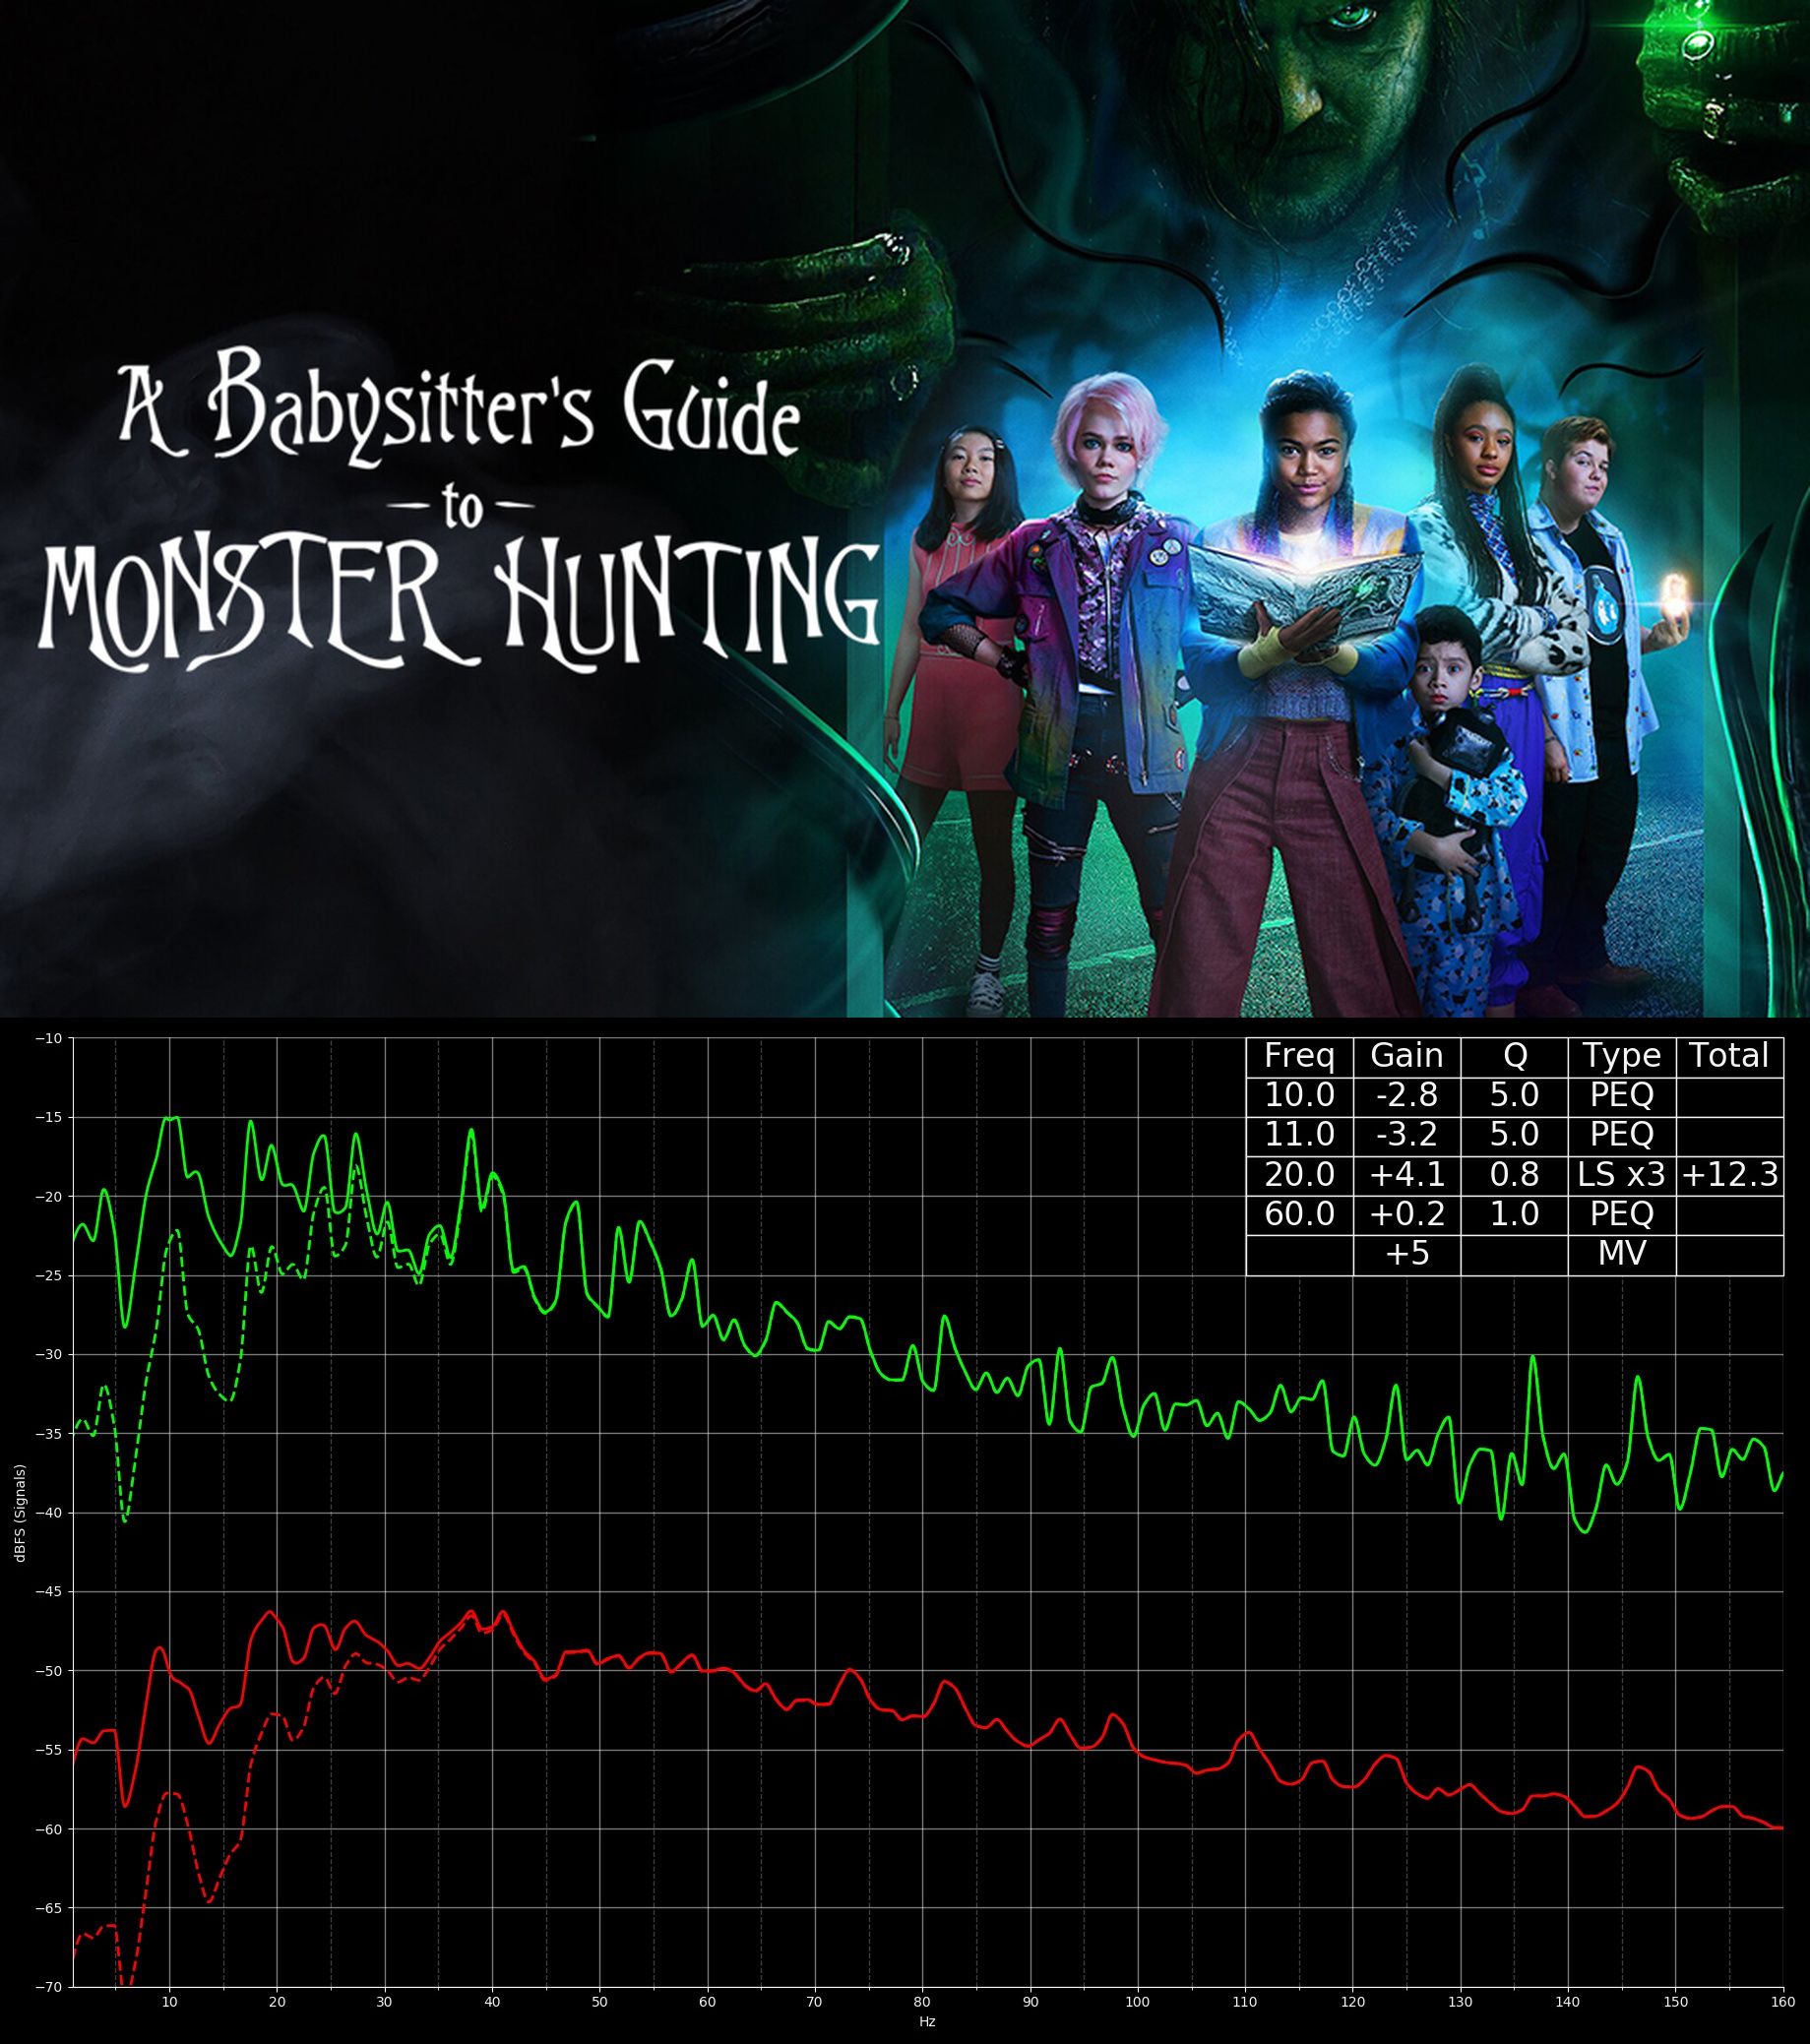 A Babysitter's Guide
to
MONSTER HUNTING
Freq Gain Q Type Total
10.0 -2.8 5.0 PEQ
11.0 -3.2 5.0 PEQ
20.0 +4.1 0.8 LS x3 +12.3
60.0 +0.2 1.0 PEQ
+5 MV
−10
−15
−20
−25
−30
−35
−40
−45
−50
−55
−60
−65
−70
dBFS (Signals)
10 20 30 40 50 60 70 80 90 100 110 120 130 140 150 160
Hz